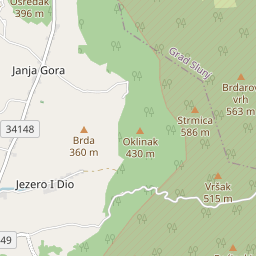 Osredak
396 m
Grad Slunj
Janja Gora
Brdarov
vrh
563 m
34148
Strmica
586 m
Brda
360 m
Oklinak
430 m
Jezero I Dio
Vršak
515 m
49